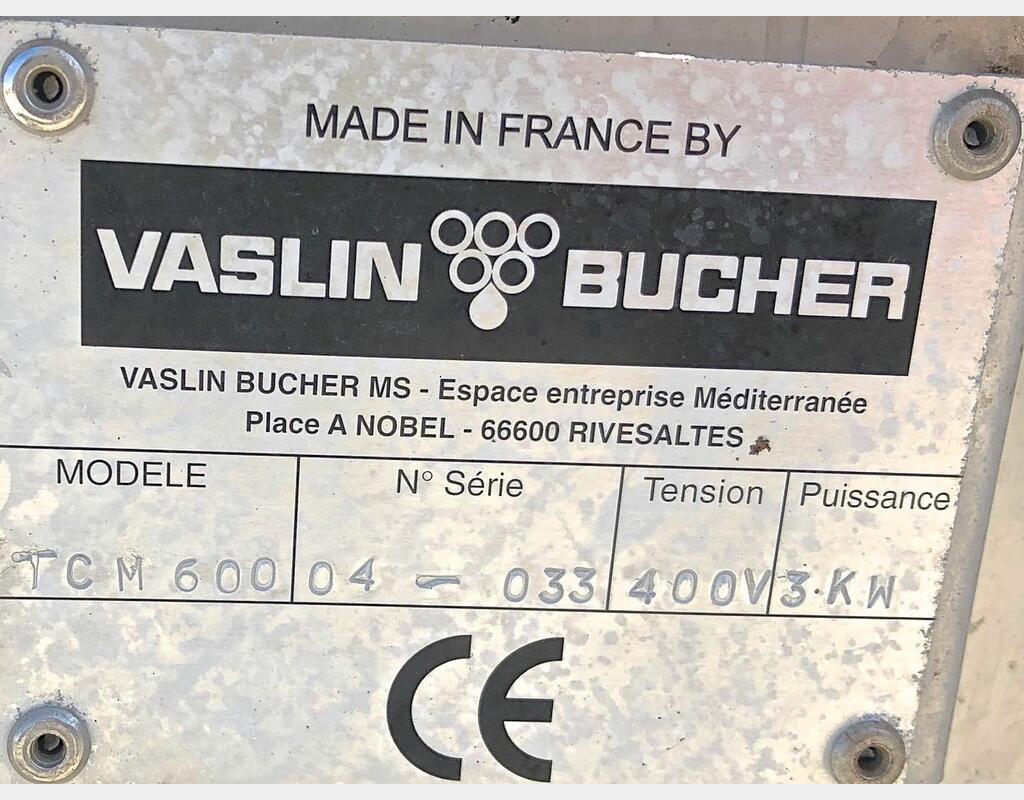 MADE IN FRANCE BY
VASLIN BUCHER
VASLIN BUCHER MS - Espace entreprise Méditerranée
Place A NOBEL - 66600 RIVESALTES
MODELE N° Série Tension Puissance
TCM 600 04 - 033 400V 3·KW
CE